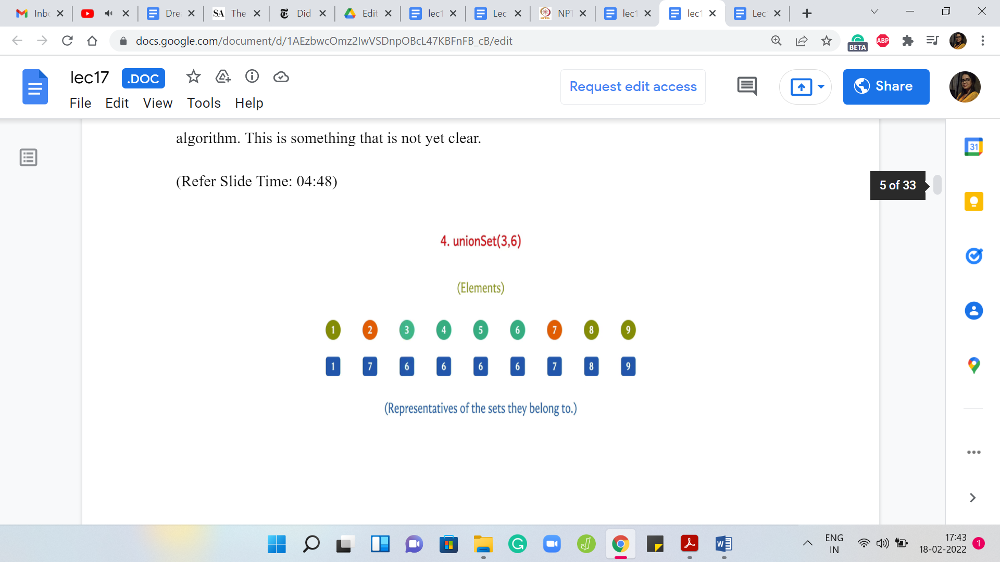 Inbo
Dre
SA The
Did
Edit
lec1
Lec
NPT
lec1
lec1
Lec
docs.google.com/document/d/1AEzbwcOmz2IwVSDnpOBcL47KBFnFB_cB/edit
BETA
ABP
lec17 .DOC
File Edit View Tools Help
Request edit access
Share
algorithm. This is something that is not yet clear.
(Refer Slide Time: 04:48)
5 of 33
31
4. unionSet(3,6)
(Elements)
1 2 3 4 5 6 7 8 9
1 7 6 6 6 6 7 8 9
(Representatives of the sets they belong to.)
ENG
IN
17:43
18-02-2022
1